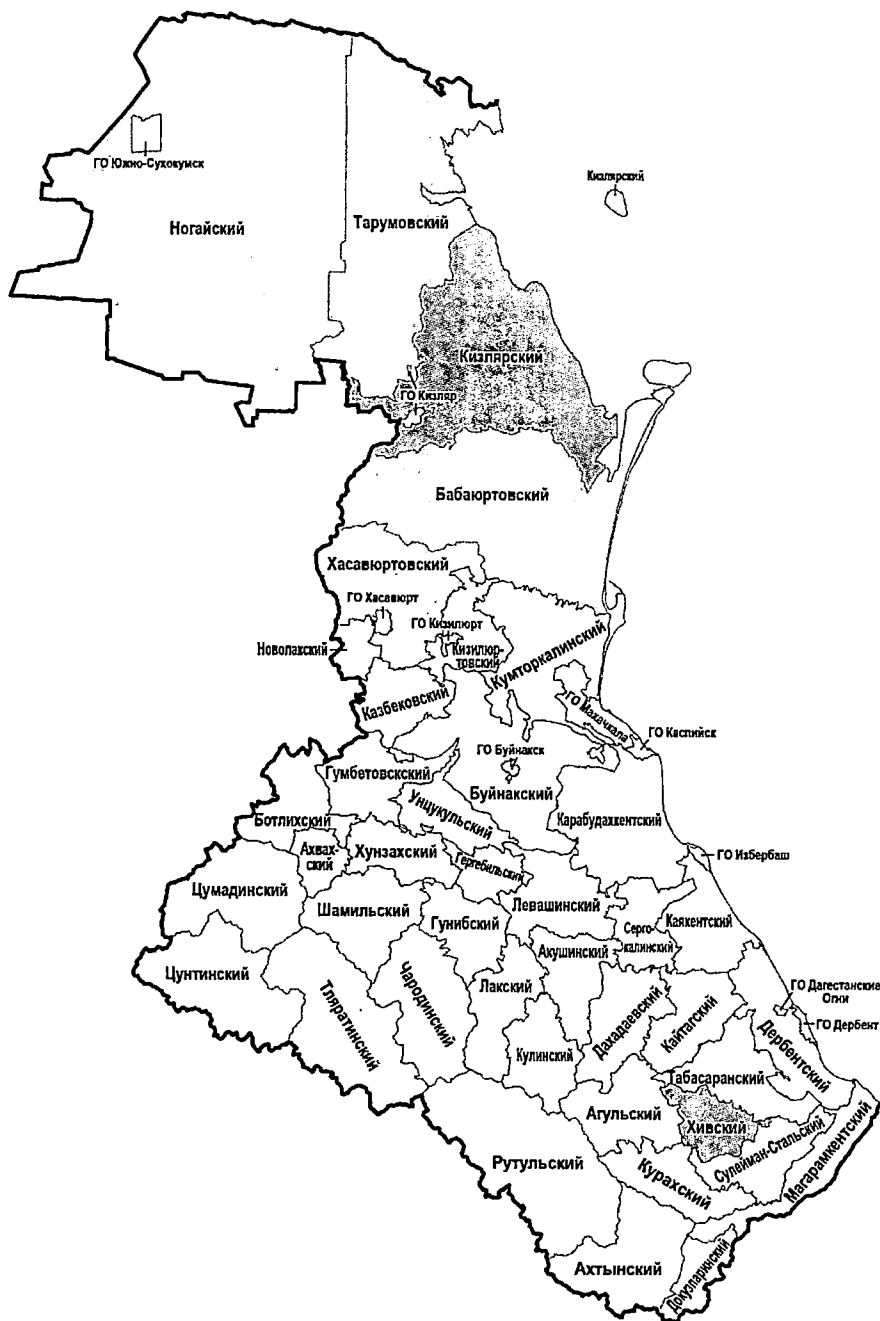 ГО Южно-Сухокумск
Кизлярский
Ногайский
Тарумовский
Кизлярский
ГО Кизляр
Бабаюртовский
Хасавюртовский
ГО Хасавюрт
ГО Кизилюрт
Новолакский
Кизилюр-
товский
Кумторкалинский
Казбековский
ГО Махачкала
ГО Каспийск
ГО Буйнакск
Гумбетовскский
Буйнакский
Унцукульский
Карабудахкентский
Ботлихский
Ахвах-
ский
Хунзахский
Гергебильский
ГО Избербаш
Цумадинский
Шамильский
Гунибский
Левашинский
Серго-
калинский
Каякентский
Акушинский
Цунтинский
Тляратинский
Чародинский
Лакский
Дахадаевский
Кайтагский
ГО Дагестанские
Огни
ГО Дербент
Дербентский
Кулинский
Табасаранский
Агульский
Хивский
Сулейман-Стальский
Магарамкентский
Рутульский
Курахский
Ахтынский
Докузпаринский